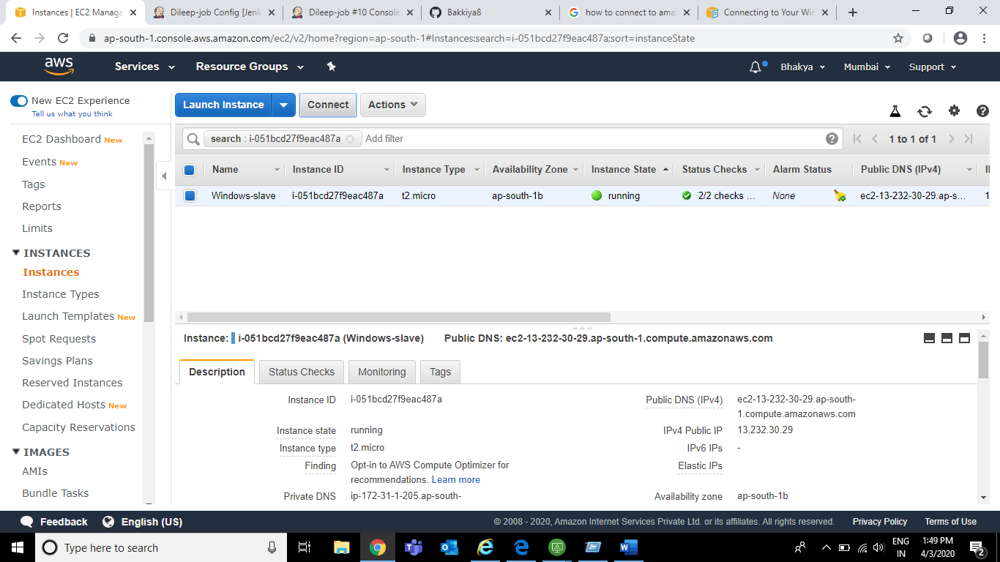 Instances | EC2 Manage
Dileep-job Config [Jenk
Dileep-job #10 Console
Bakkiya8
how to connect to ama
Connecting to Your Win
ap-south-1.console.aws.amazon.com/ec2/v2/home?region=ap-south-1#Instances:search=i-051bcd27f9eac487a;sort=instanceState
aws Services Resource Groups Bhakya Mumbai Support
New EC2 Experience
Tell us what you think
Launch Instance Connect Actions
EC2 Dashboard New
Events New
Tags
Reports
Limits
INSTANCES
Instances
Instance Types
Launch Templates New
Spot Requests
Savings Plans
Reserved Instances
Dedicated Hosts New
Capacity Reservations
IMAGES
AMIs
Bundle Tasks
search : i-051bcd27f9eac487a Add filter 1 to 1 of 1
Name Instance ID Instance Type Availability Zone Instance State Status Checks Alarm Status Public DNS (IPv4)
Windows-slave i-051bcd27f9eac487a t2.micro ap-south-1b running 2/2 checks ... None ec2-13-232-30-29.ap-s... 1
Instance: i-051bcd27f9eac487a (Windows-slave) Public DNS: ec2-13-232-30-29.ap-south-1.compute.amazonaws.com
Description Status Checks Monitoring Tags
Instance ID i-051bcd27f9eac487a
Public DNS (IPv4) ec2-13-232-30-29.ap-south-
1.compute.amazonaws.com
Instance state running
IPv4 Public IP 13.232.30.29
Instance type t2.micro
IPv6 IPs -
Finding Opt-in to AWS Compute Optimizer for
recommendations. Learn more
Elastic IPs
Private DNS ip-172-31-1-205.ap-south-
Availability zone ap-south-1b
Feedback English (US) © 2008 - 2020, Amazon Internet Services Private Ltd. or its affiliates. All rights reserved. Privacy Policy Terms of Use
Type here to search
ENG
IN
1:49 PM
4/3/2020
2